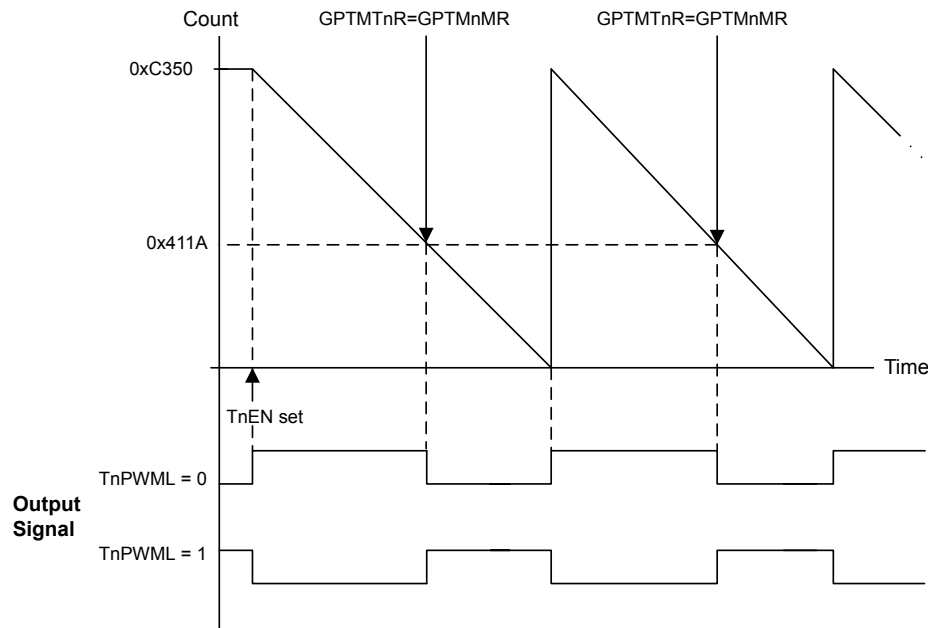 Count
GPTMTnR=GPTMnMR
GPTMTnR=GPTMnMR
0xC350
0x411A
Time
TnEN set
TnPWML = 0
Output
Signal
TnPWML = 1